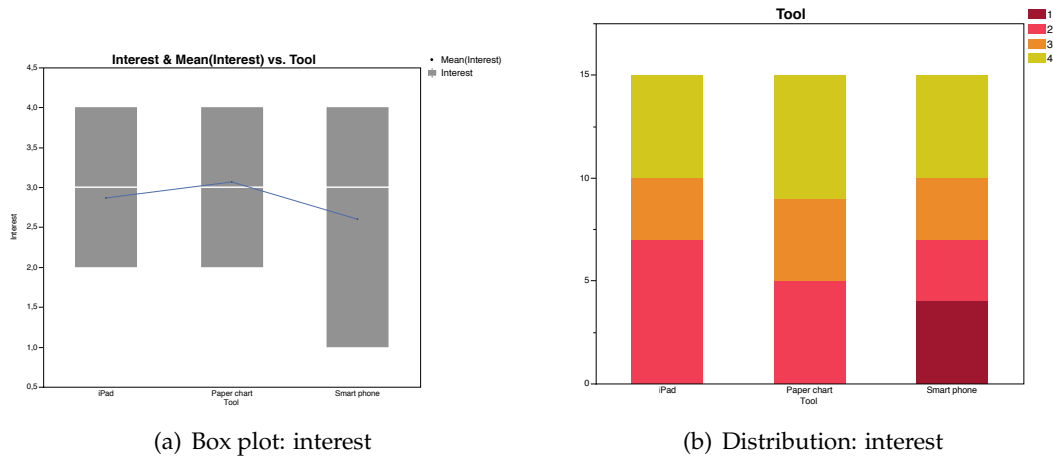 Interest & Mean(Interest) vs. Tool
Mean(Interest)
Interest
4,5
4,0
3,5
3,0
2,5
2,0
1,5
1,0
0,5
Interest
iPad
Paper chart
Smart phone
Tool
(a) Box plot: interest
Tool
1
2
3
4
15
10
5
0
iPad
Paper chart
Smart phone
Tool
(b) Distribution: interest